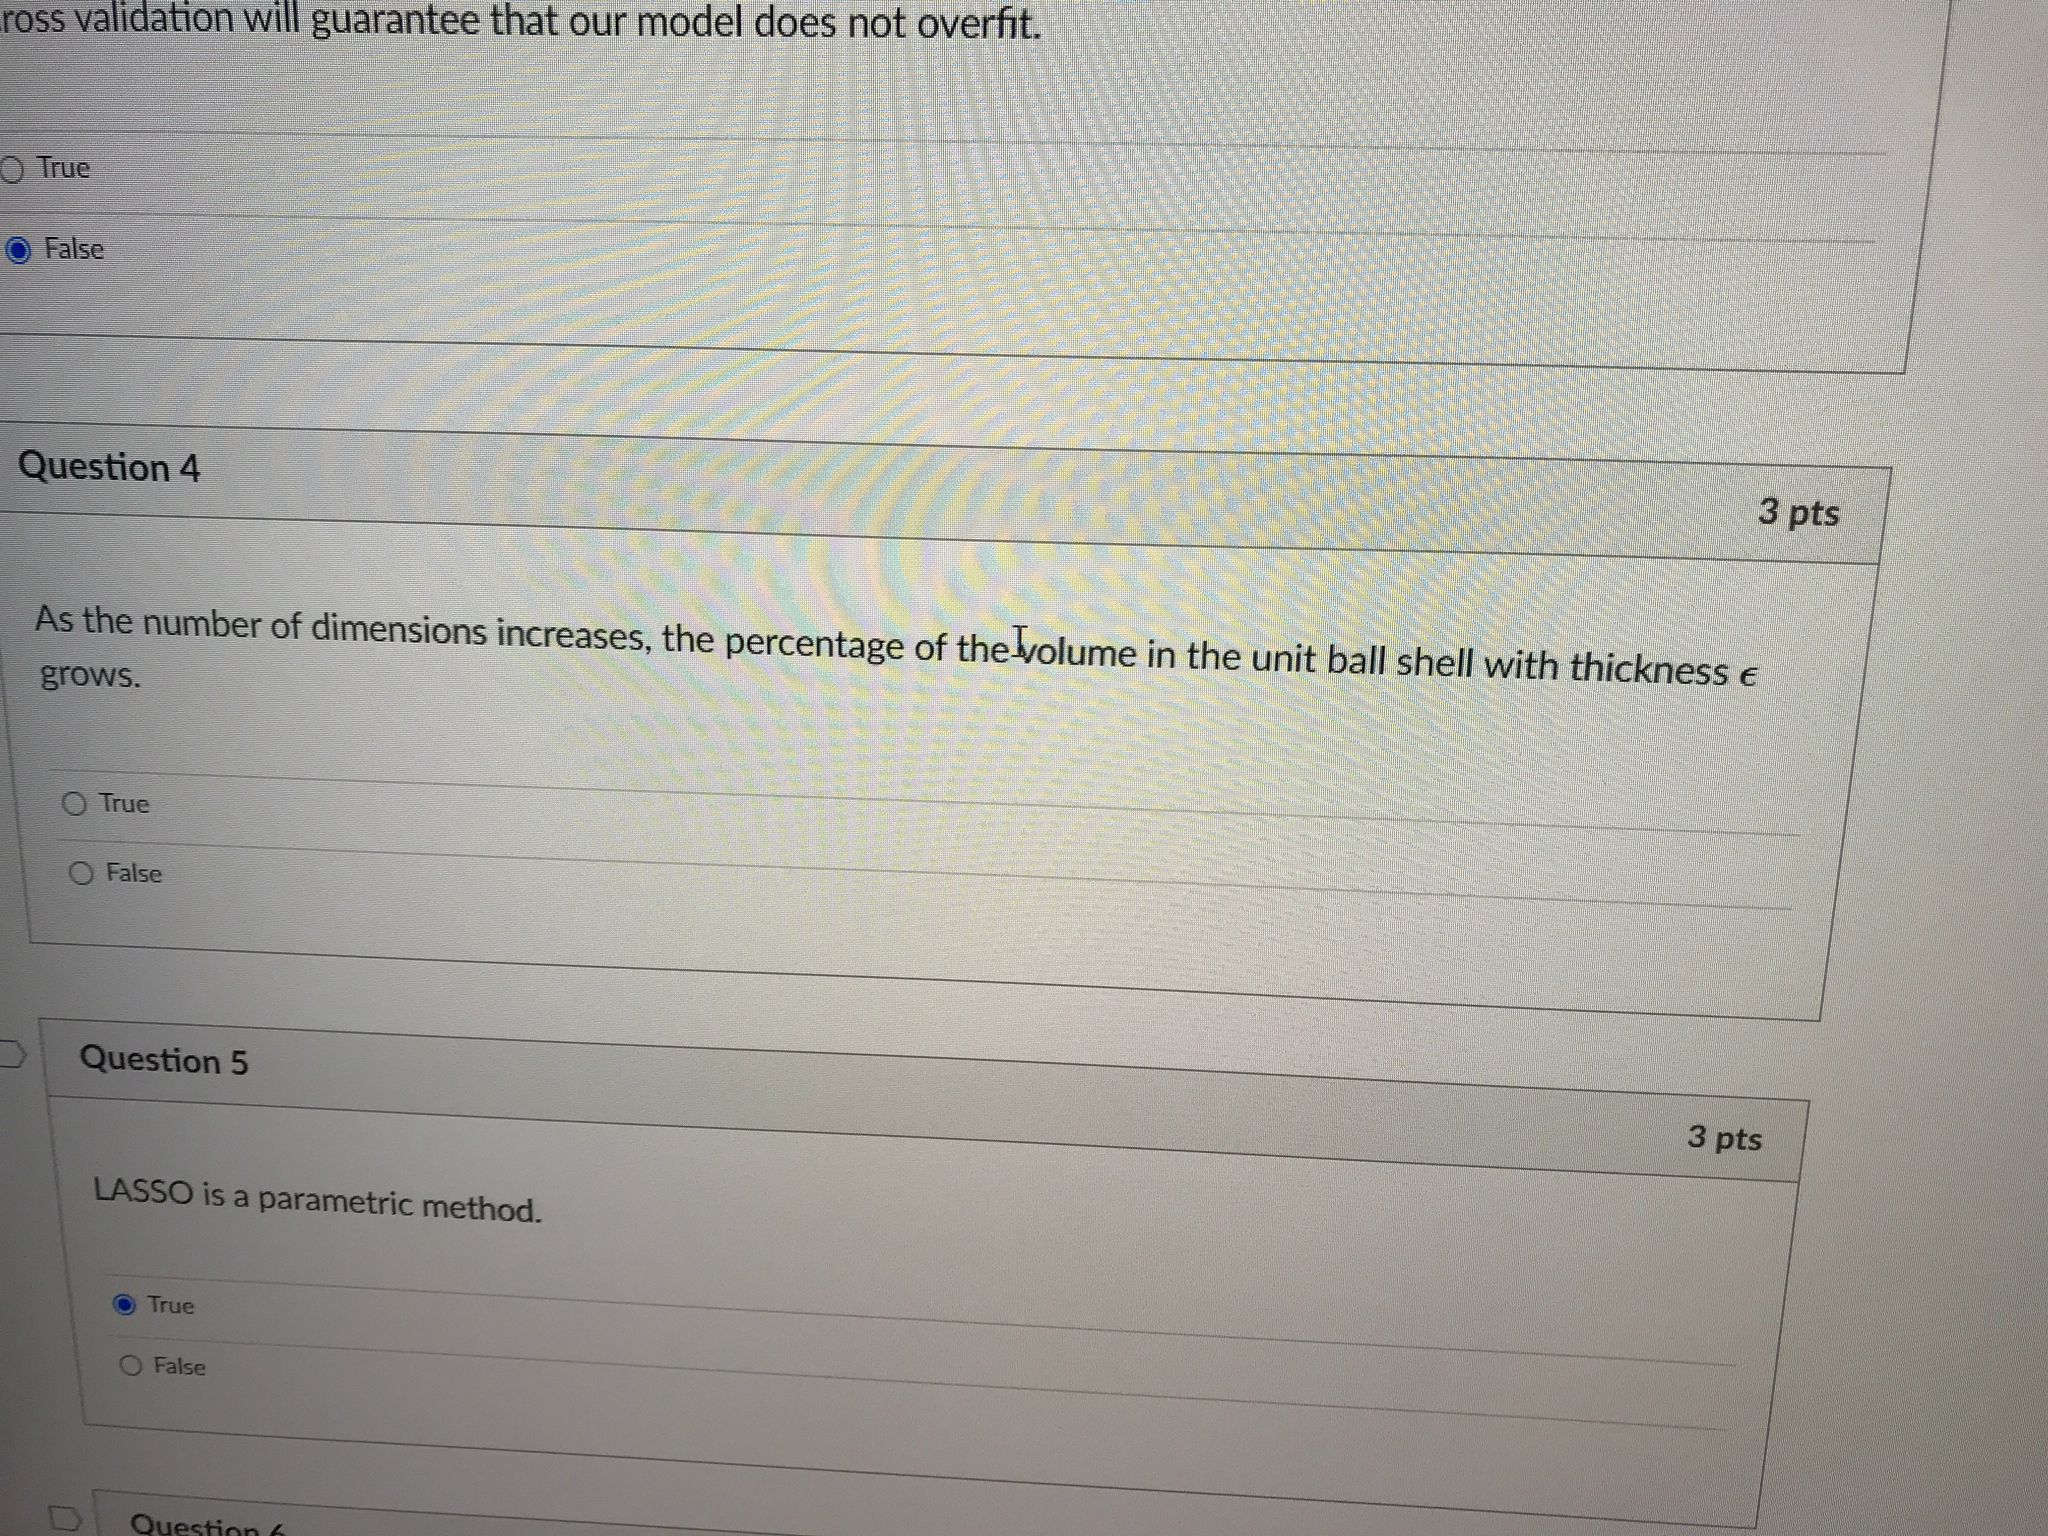 ross validation will guarantee that our model does not overfit.
True
False
Question 4
3 pts
As the number of dimensions increases, the percentage of the volume in the unit ball shell with thickness ϵ
grows.
True
False
Question 5
3 pts
LASSO is a parametric method.
True
False
Question 6